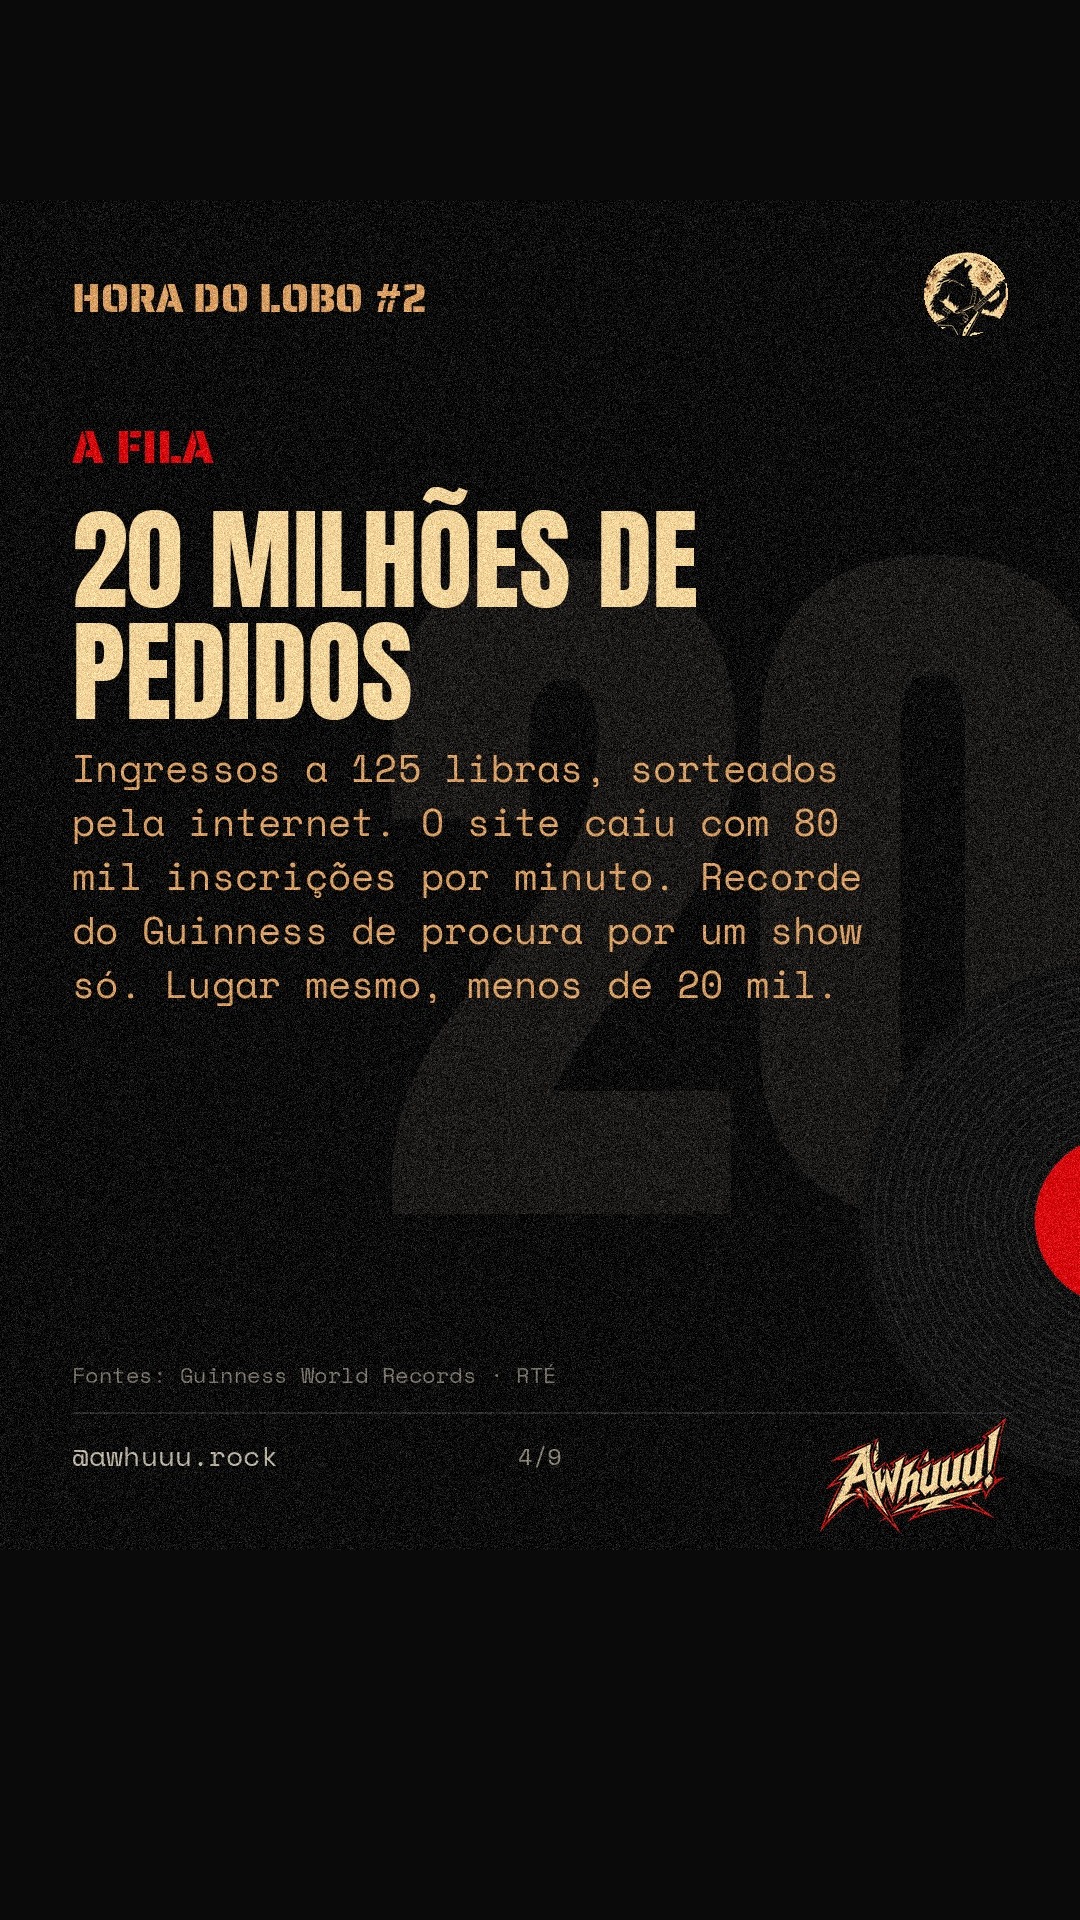 HORA DO LOBO #2
A FILA
20 MILHÕES DE
PEDIDOS
20
Ingressos a 125 libras, sorteados
pela internet. O site caiu com 80
mil inscrições por minuto. Recorde
do Guinness de procura por um show
só. Lugar mesmo, menos de 20 mil.
Fontes: Guinness World Records · RTÉ
@awhuuu.rock
4/9
Awhuuu!